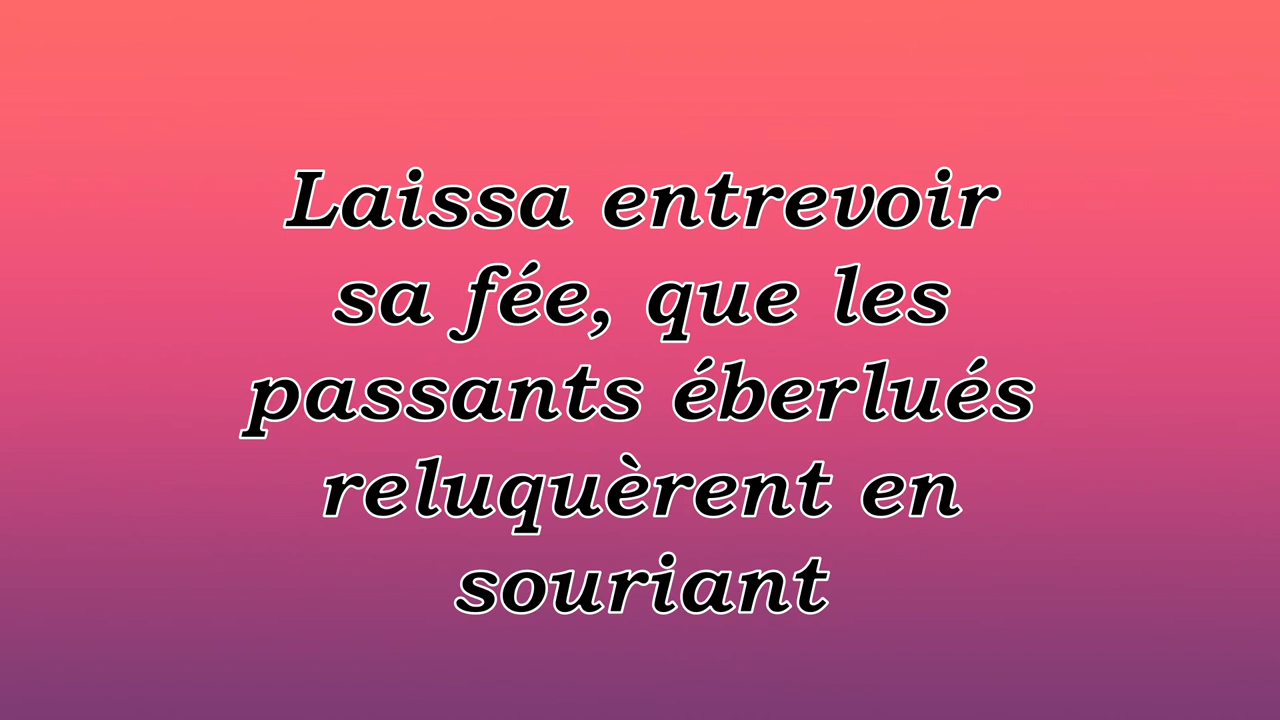 Laissa entrevoir
sa fée, que les
passants éberlués
reluquèrent en
souriant